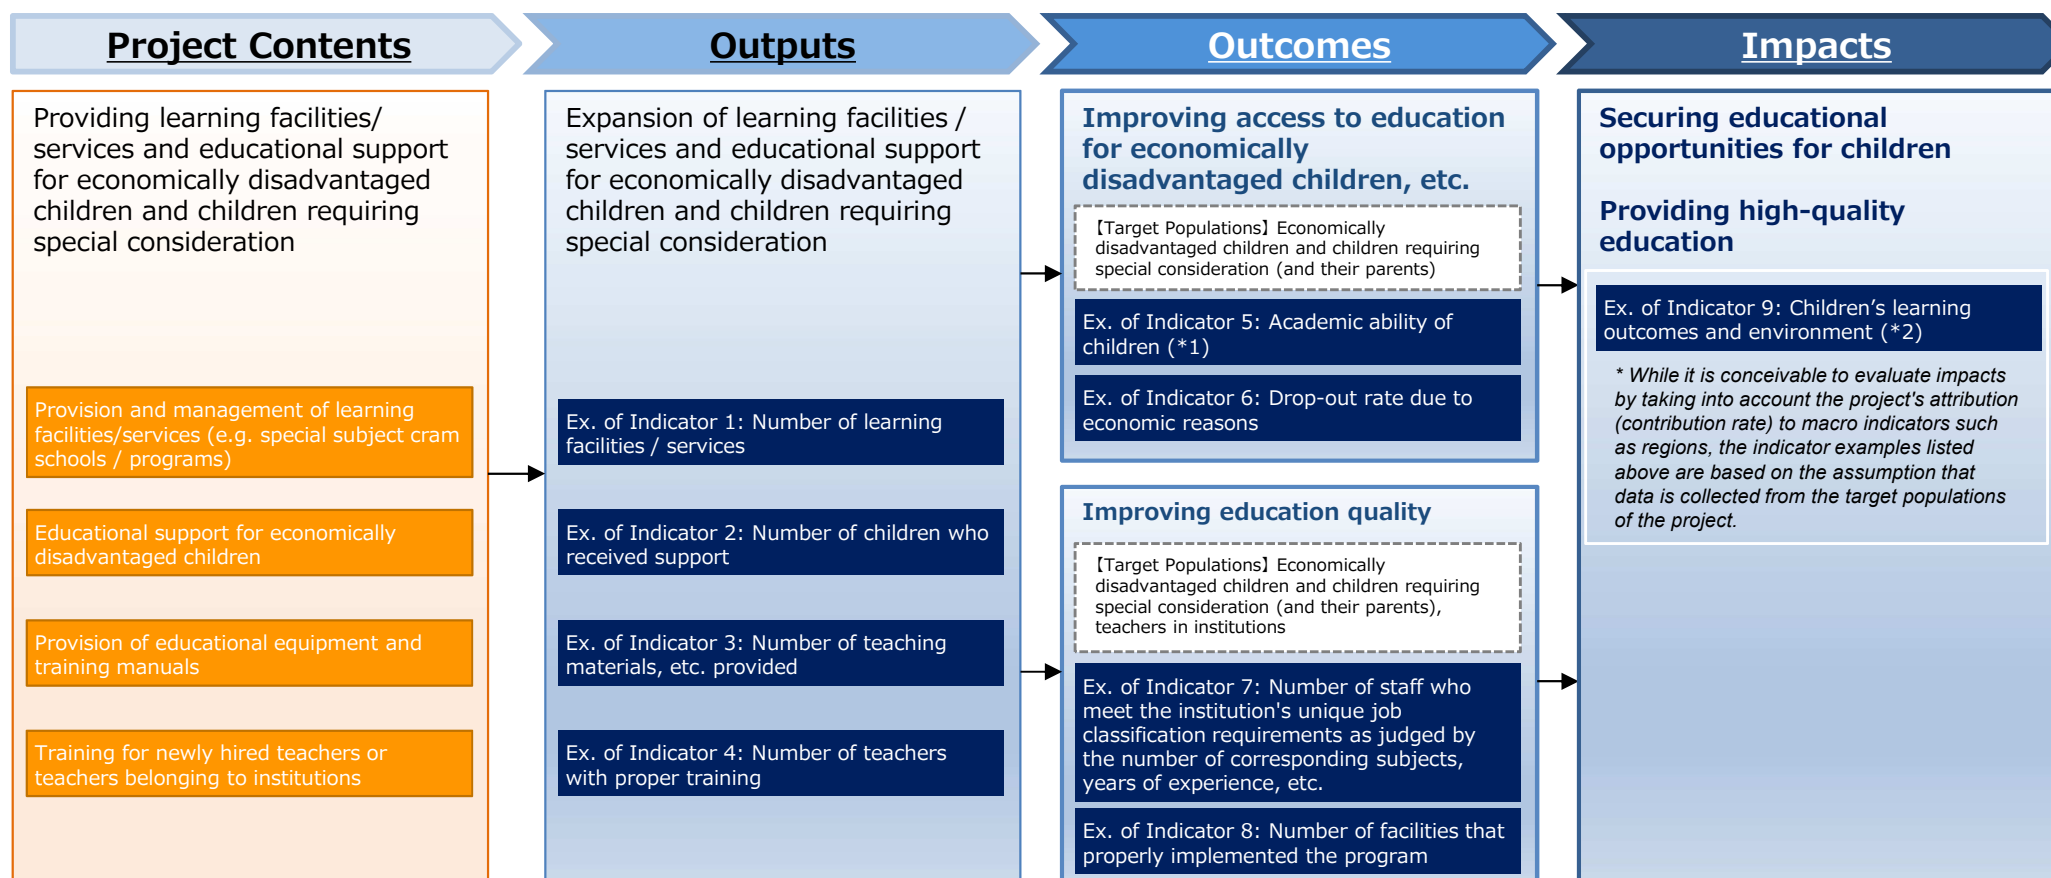 Project Contents
Outputs
Outcomes
Impacts
Providing learning facilities/
services and educational support
for economically disadvantaged
children and children requiring
special consideration
Provision and management of learning
facilities/services (e.g. special subject cram
schools / programs)
Educational support for economically
disadvantaged children
Provision of educational equipment and
training manuals
Training for newly hired teachers or
teachers belonging to institutions
Expansion of learning facilities /
services and educational support
for economically disadvantaged
children and children requiring
special consideration
Ex. of Indicator 1: Number of learning
facilities / services
Ex. of Indicator 2: Number of children who
received support
Ex. of Indicator 3: Number of teaching
materials, etc. provided
Ex. of Indicator 4: Number of teachers
with proper training
Improving access to education
for economically
disadvantaged children, etc.
【Target Populations】Economically
disadvantaged children and children requiring
special consideration (and their parents)
Ex. of Indicator 5: Academic ability of
children (*1)
Ex. of Indicator 6: Drop-out rate due to
economic reasons
Improving education quality
【Target Populations】Economically
disadvantaged children and children requiring
special consideration (and their parents),
teachers in institutions
Ex. of Indicator 7: Number of staff who
meet the institution's unique job
classification requirements as judged by
the number of corresponding subjects,
years of experience, etc.
Ex. of Indicator 8: Number of facilities that
properly implemented the program
Securing educational
opportunities for children
Providing high-quality
education
Ex. of Indicator 9: Children’s learning
outcomes and environment (*2)
* While it is conceivable to evaluate impacts
by taking into account the project's attribution
(contribution rate) to macro indicators such
as regions, the indicator examples listed
above are based on the assumption that
data is collected from the target populations
of the project.